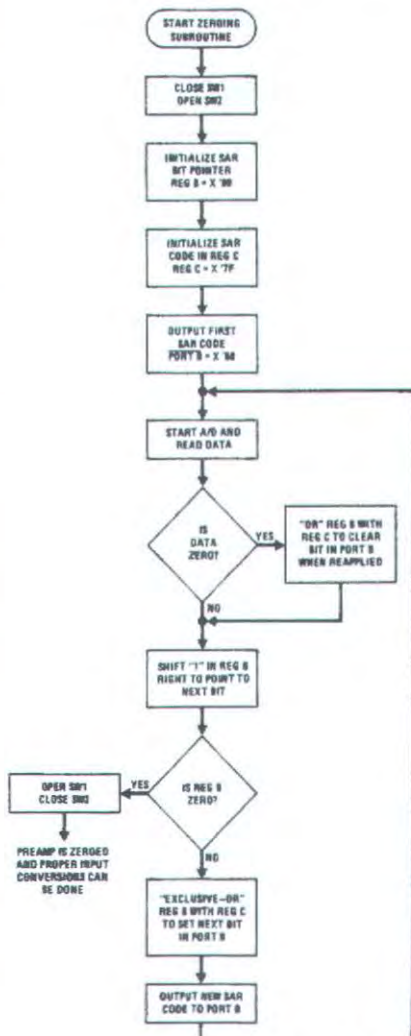 START ZEROING
SUBROUTINE
CLOSE SW1
OPEN SW2
INITIALIZE SAR
BIT POINTER
REG B = X '80
INITIALIZE SAR
CODE IN REG C
REG C = X '7F
OUTPUT FIRST
SAR CODE
PORT B = X '80
START A/D AND
READ DATA
IS
DATA
ZERO?
YES
"OR" REG B WITH
REG C TO CLEAR
BIT IN PORT B
WHEN REAPPLIED
NO
SHIFT "1" IN REG B
RIGHT TO POINT TO
NEXT BIT
IS REG B
ZERO?
YES
OPEN SW1
CLOSE SW2
PREAMP IS ZEROED
AND PROPER INPUT
CONVERSIONS CAN
BE DONE
NO
"EXCLUSIVE-OR"
REG B WITH REG C
TO SET NEXT BIT
IN PORT B
OUTPUT NEW SAR
CODE TO PORT B